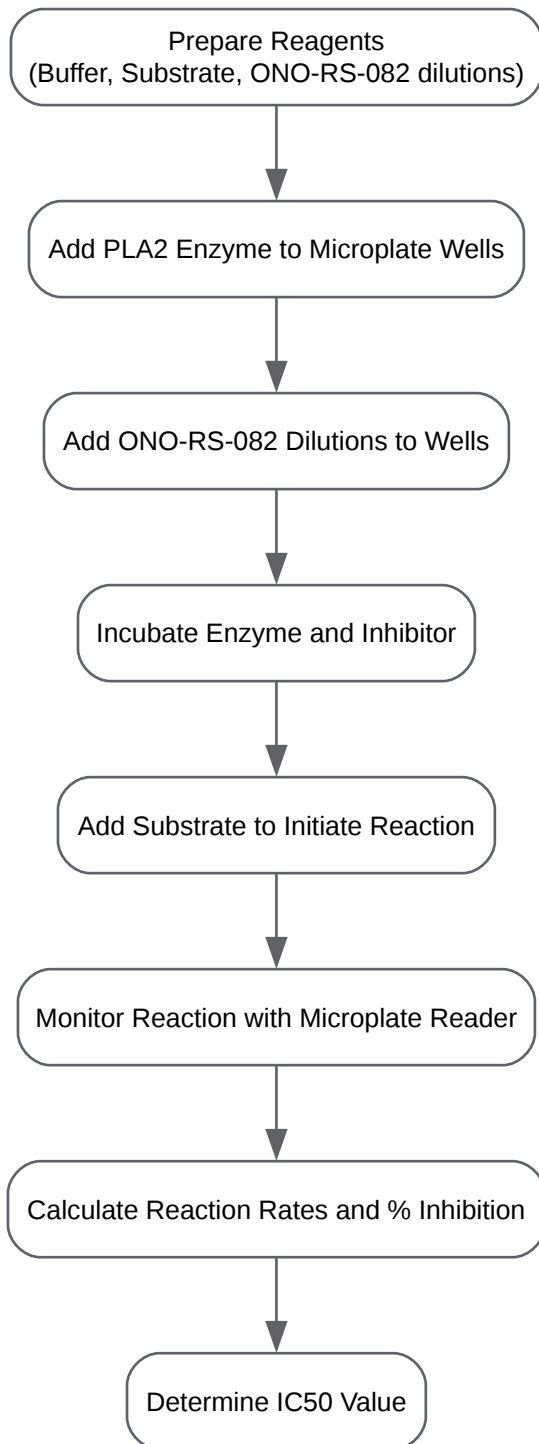 Prepare Reagents
(Buffer, Substrate, ONO-RS-082 dilutions)
Add PLA2 Enzyme to Microplate Wells
Add ONO-RS-082 Dilutions to Wells
Incubate Enzyme and Inhibitor
Add Substrate to Initiate Reaction
Monitor Reaction with Microplate Reader
Calculate Reaction Rates and % Inhibition
Determine IC50 Value